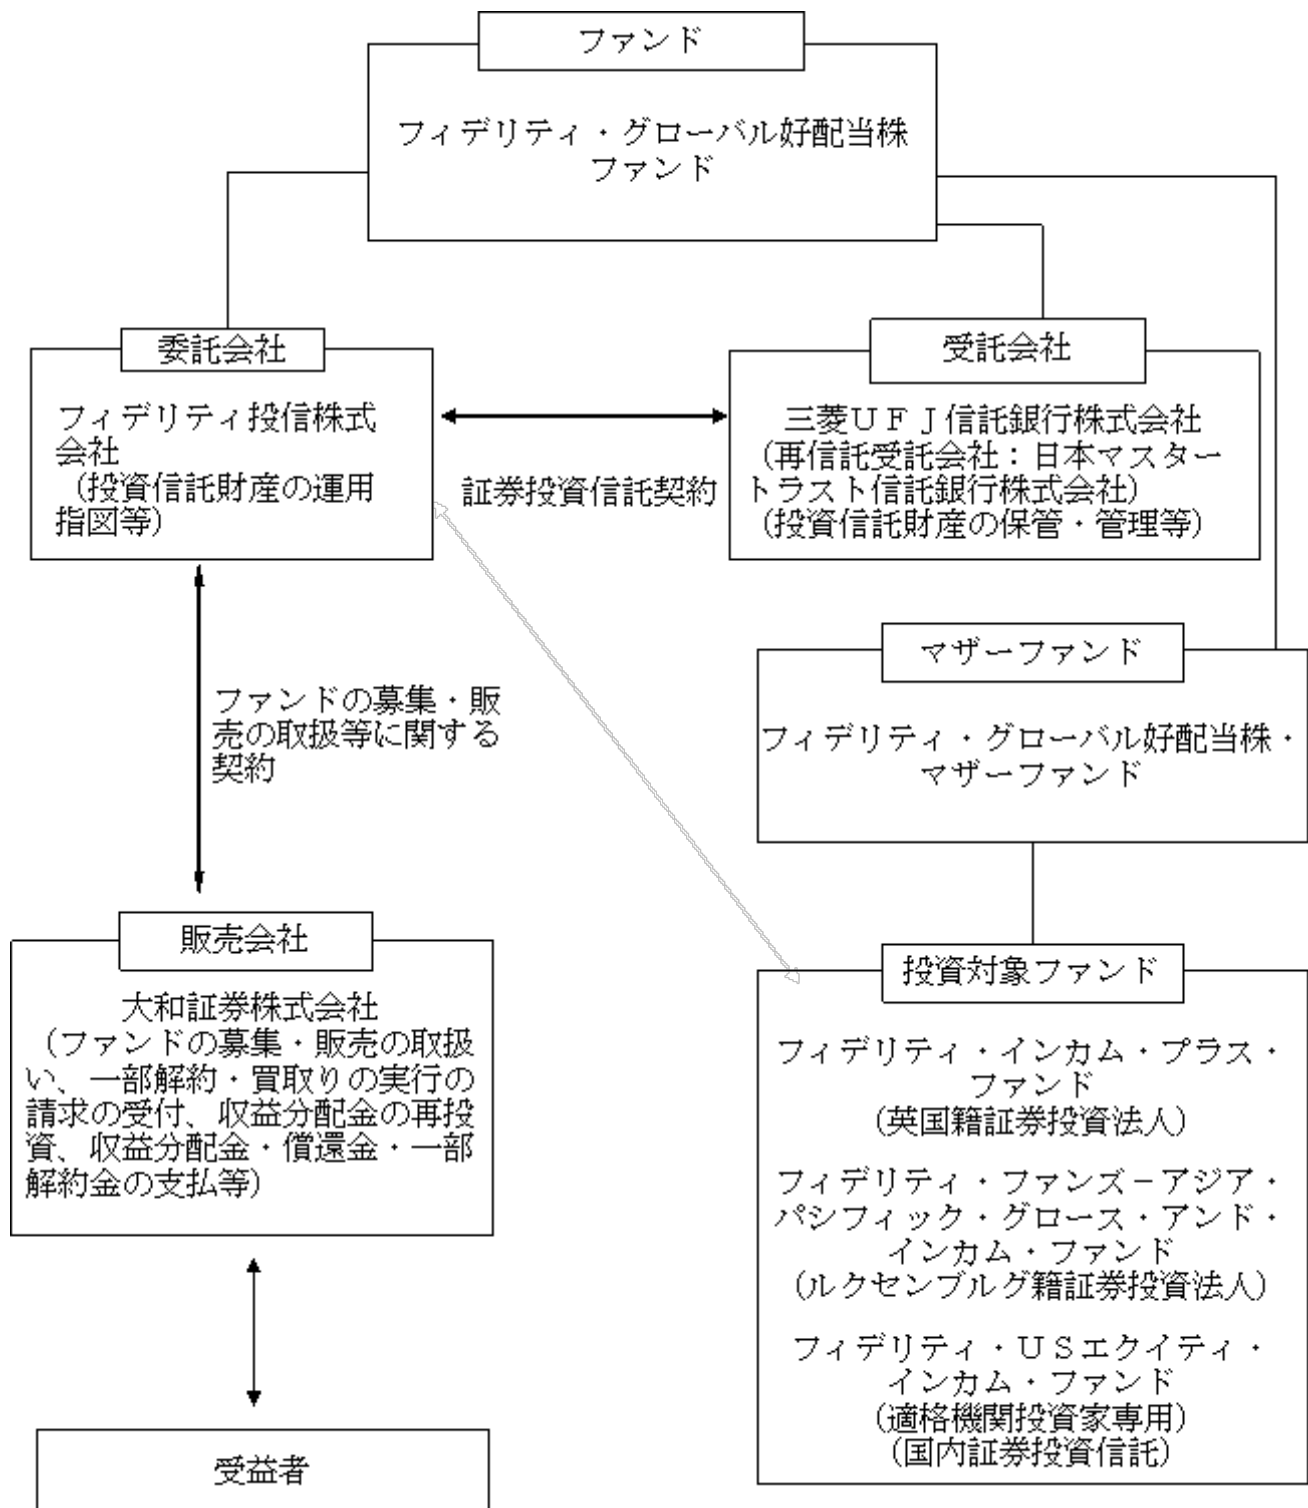 ファンド
フィデリティ・グローバル好配当株
ファンド
委託会社
フィデリティ投信株式
会社
(投資信託財産の運用
指図等)
証券投資信託契約
受託会社
三菱UFJ信託銀行株式会社
(再信託受託会社:日本マスター
トラスト信託銀行株式会社)
(投資信託財産の保管・管理等)
ファンドの募集・販
売の取扱等に関する
契約
マザーファンド
フィデリティ・グローバル好配当株・
マザーファンド
販売会社
大和証券株式会社
(ファンドの募集・販売の取扱
い、一部解約・買取りの実行の
請求の受付、収益分配金の再投
資、収益分配金・償還金・一部
解約金の支払等)
投資対象ファンド
フィデリティ・インカム・プラス・
ファンド
(英国籍証券投資法人)
フィデリティ・ファンズ-アジア・
パシフィック・グロース・アンド・
インカム・ファンド
(ルクセンブルグ籍証券投資法人)
フィデリティ・USエクイティ・
インカム・ファンド
(適格機関投資家専用)
(国内証券投資信託)
受益者